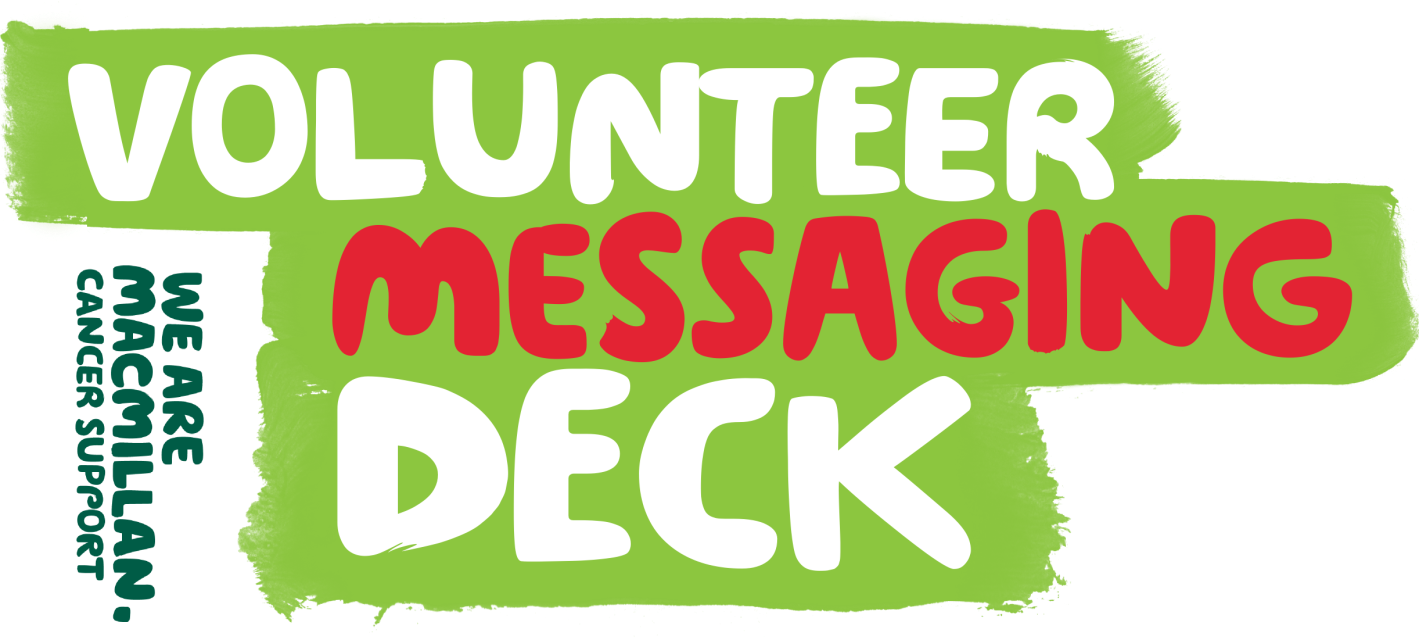 VOLUNTEER
MESSAGING
DECK
WE ARE
MACMILLAN.
CANCER SUPPORT